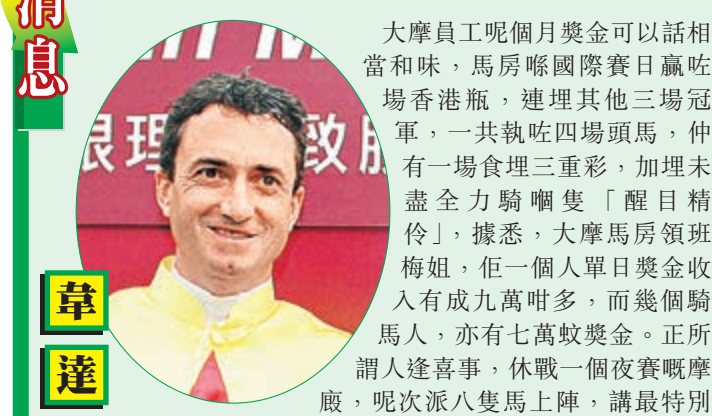 消
息
大摩員工呢個月獎金可以話相
當和味，馬房喺國際賽日贏咗
場香港瓶，連埋其他三場冠
軍，一共執咗四場頭馬，仲
有一場食埋三重彩，加埋未
盡全力騎嗰隻「醒目精
伶」，據悉，大摩馬房領班
梅姐，佢一個人單日獎金收
入有成九萬咁多，而幾個騎
馬人，亦有七萬蚊獎金。正所
謂人逢喜事，休戰一個夜賽嘅摩
廄，呢次派八隻馬上陣，講最特別
理 致
韋
達